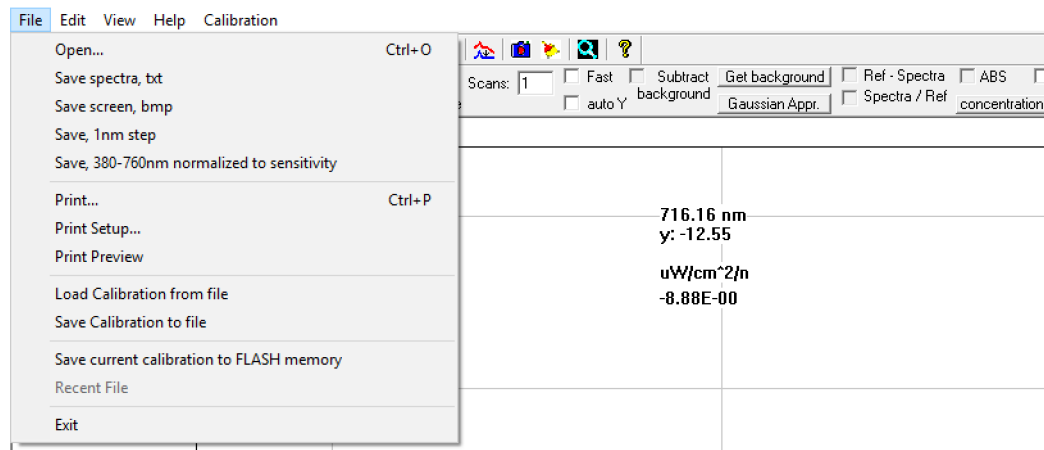 File Edit View Help Calibration
Open... Ctrl+O
Save spectra, txt
Save screen, bmp
Save, 1nm step
Save, 380-760nm normalized to sensitivity
Print... Ctrl+P
Print Setup...
Print Preview
Load Calibration from file
Save Calibration to file
Save current calibration to FLASH memory
Recent File
Exit
Scans: 1 Fast Subtract background Get background Ref - Spectra ABS
auto Y Gaussian Appr. Spectra / Ref concentration
716.16 nm
y: -12.55
uW/cm^2/n
-8.88E-00